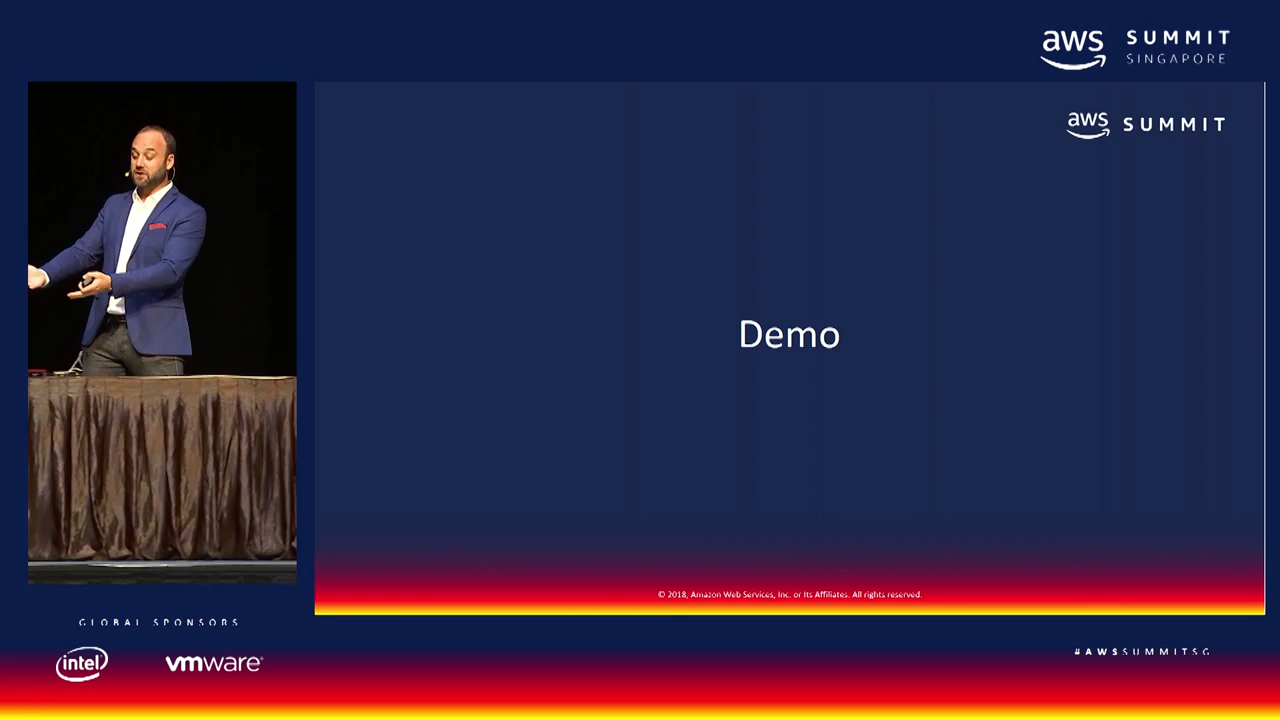 aws SUMMIT
SINGAPORE
aws SUMMIT
Demo
© 2018, Amazon Web Services, Inc. or Its Affiliates. All rights reserved.
GLOBAL SPONSORS
intel
vmware
#AWSSUMMITSG